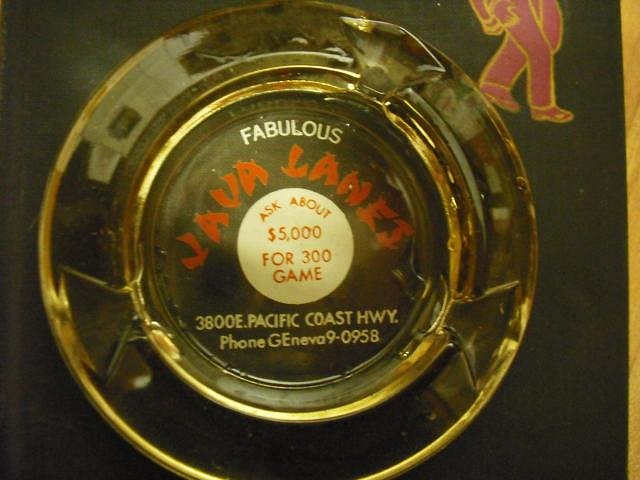 FABULOUS
JAVA LANES
ASK ABOUT
$5,000
FOR 300
GAME
3800E.PACIFIC COAST HWY.
Phone GEneva9-0958